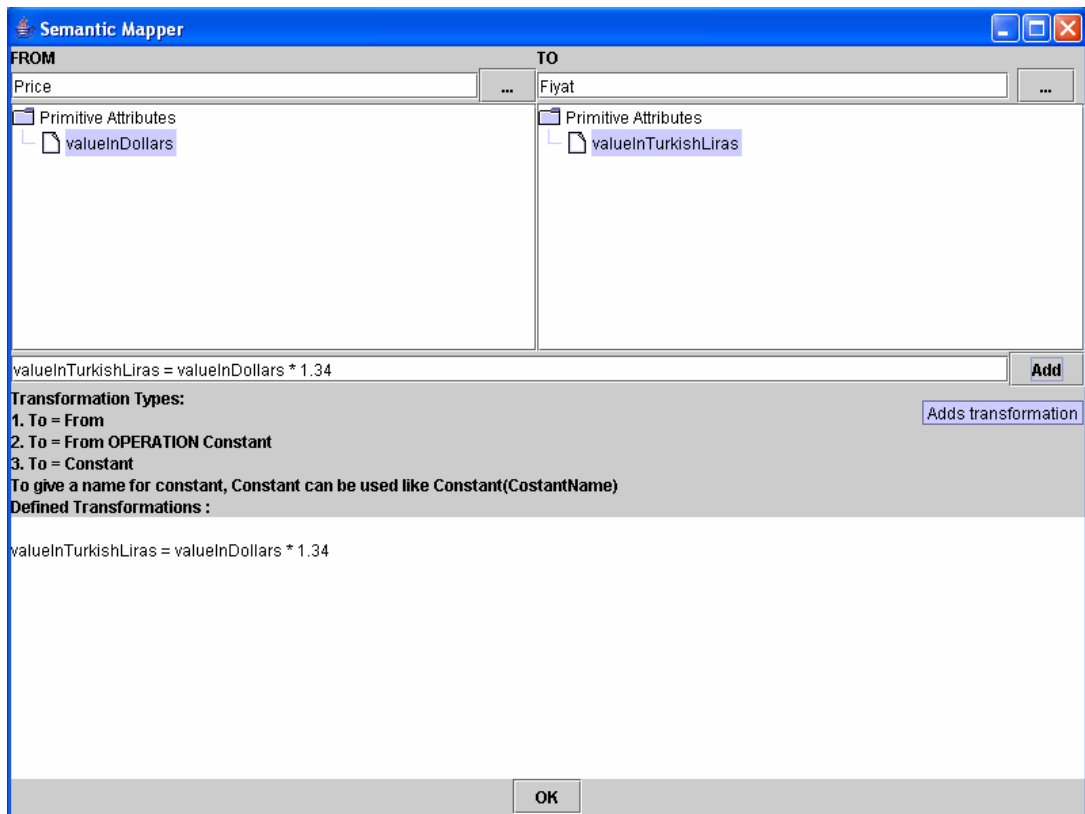 Semantic Mapper
FROM TO
Price ... Fiyat ...
Primitive Attributes Primitive Attributes
valueInDollars valueInTurkishLiras
valueInTurkishLiras = valueInDollars * 1.34 Add
Transformation Types:
Adds transformation
1. To = From
2. To = From OPERATION Constant
3. To = Constant
To give a name for constant, Constant can be used like Constant(CostantName)
Defined Transformations :
valueInTurkishLiras = valueInDollars * 1.34
OK